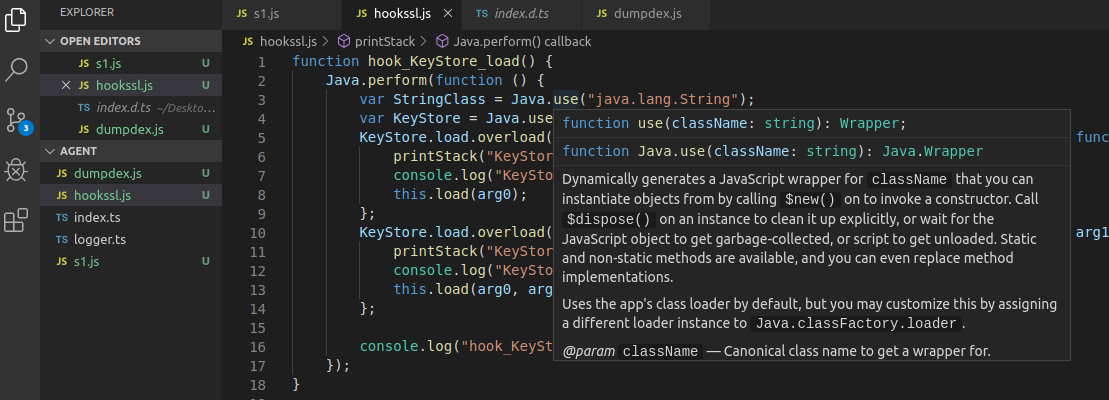 EXPLORER
OPEN EDITORS
JS s1.js U
JS hookssl.js U
TS index.d.ts ~/Deskto...
JS dumpdex.js U
AGENT
JS dumpdex.js U
JS hookssl.js U
TS index.ts
TS logger.ts
JS s1.js U
3
JS s1.js
JS hookssl.js
TS index.d.ts
JS dumpdex.js
JS hookssl.js > printStack > Java.perform() callback
1 function hook_KeyStore_load() {
2 Java.perform(function () {
3 var StringClass = Java.use("java.lang.String");
4 var KeyStore = Java.use
5 KeyStore.load.overload( func
6 printStack("KeyStor
7 console.log("KeySt
8 this.load(arg0);
9 };
10 KeyStore.load.overload( arg1
11 printStack("KeyStor
12 console.log("KeySt
13 this.load(arg0, arg
14 };
15
16 console.log("hook_KeySt
17 });
18 }
function use(className: string): Wrapper;
function Java.use(className: string): Java.Wrapper
Dynamically generates a JavaScript wrapper for className that you can
instantiate objects from by calling $new() on to invoke a constructor. Call
$dispose() on an instance to clean it up explicitly, or wait for the
JavaScript object to get garbage-collected, or script to get unloaded. Static
and non-static methods are available, and you can even replace method
implementations.
Uses the app's class loader by default, but you may customize this by assigning
a different loader instance to Java.classFactory.loader.
@param className — Canonical class name to get a wrapper for.